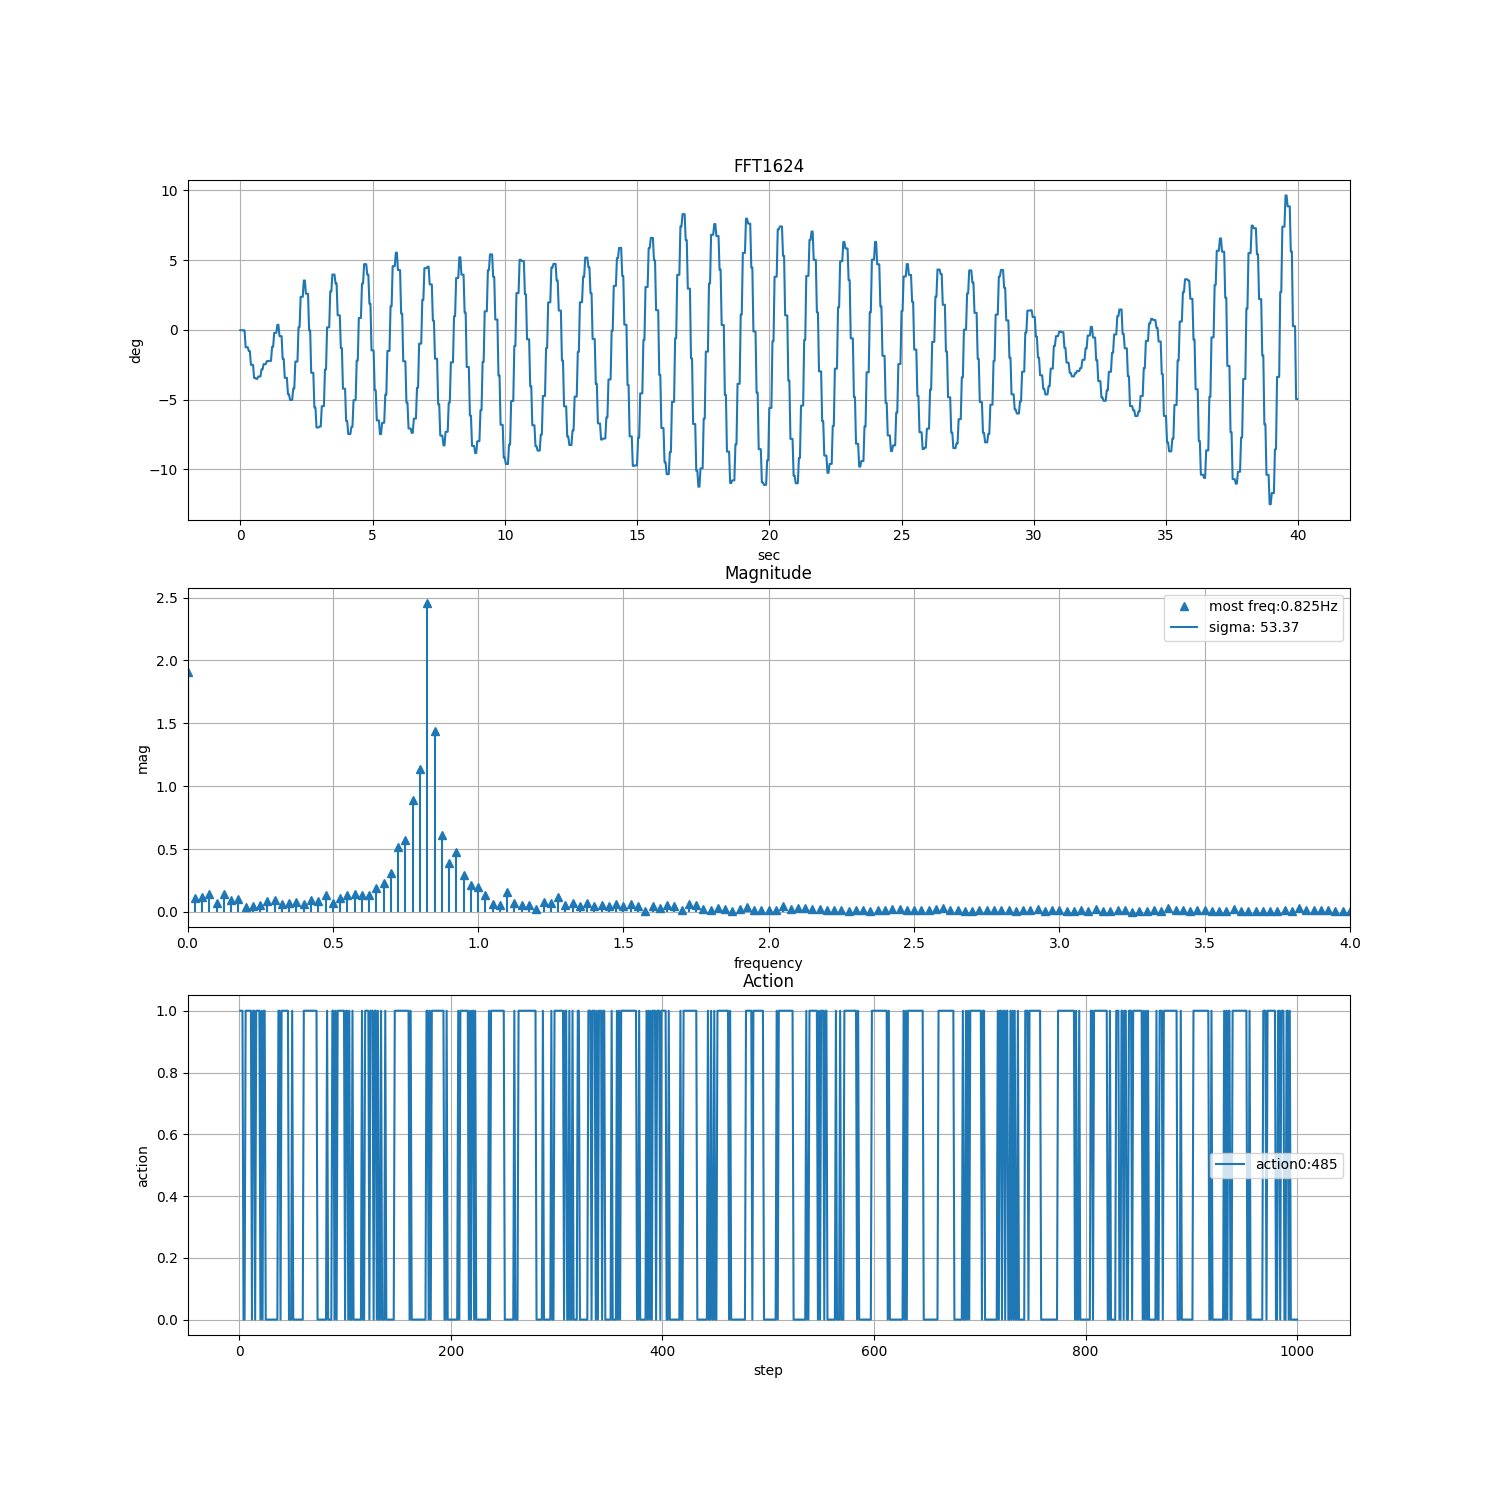 FFT1624
10
5
0
−5
−10
deg
0 5 10 15 20 25 30 35 40
sec
Magnitude
2.5
2.0
1.5
1.0
0.5
0.0
mag
most freq:0.825Hz
sigma: 53.37
0.0 0.5 1.0 1.5 2.0 2.5 3.0 3.5 4.0
frequency
Action
1.0
0.8
0.6
0.4
0.2
0.0
action
action0:485
0 200 400 600 800 1000
step